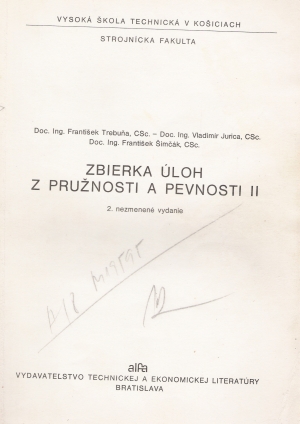 VYSOKÁ ŠKOLA TECHNICKÁ V KOŠICIACH
STROJNÍCKA FAKULTA
Doc. Ing. František Trebuňa, CSc. – Doc. Ing. Vladimír Jurica, CSc.
Doc. Ing. František Šimčák, CSc.
ZBIERKA ÚLOH
Z PRUŽNOSTI A PEVNOSTI II
2. nezmenené vydanie
alfa
VYDAVATEĽSTVO TECHNICKEJ A EKONOMICKEJ LITERATÚRY
BRATISLAVA